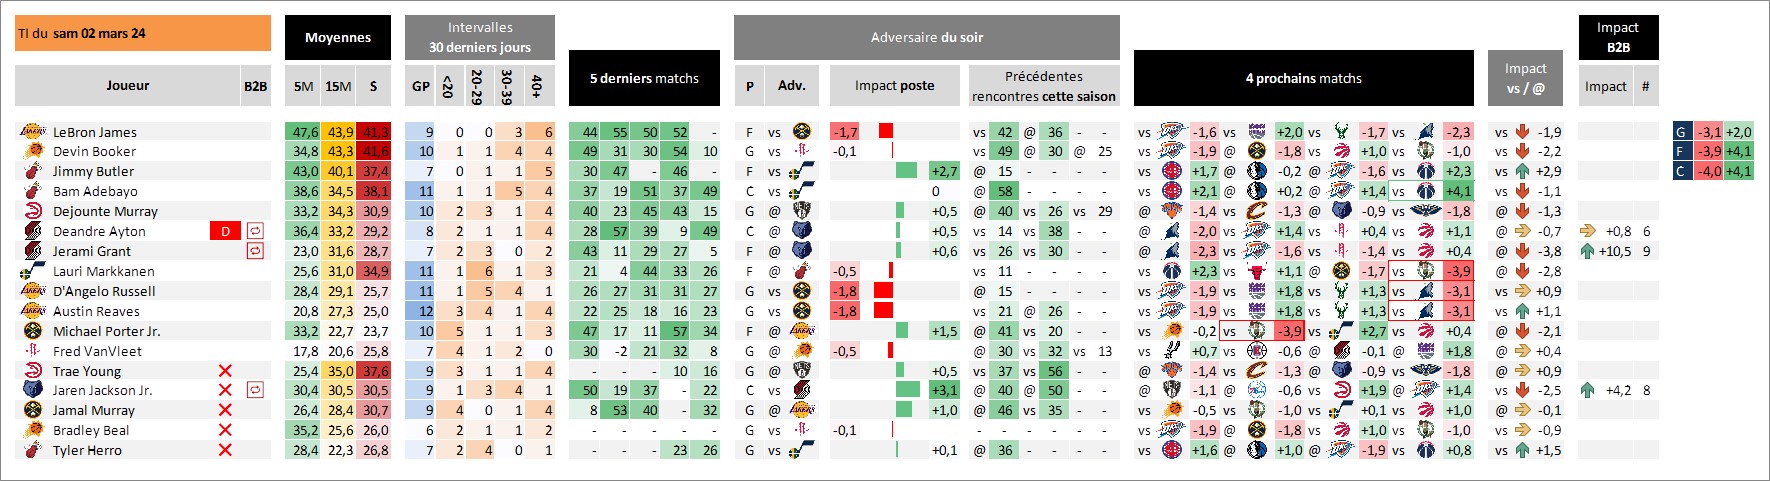 TI du sam 02 mars 24
Moyennes
Intervalles
30 derniers jours
5 derniers matchs
Adversaire du soir
4 prochains matchs
Impact
vs / @
Impact
B2B
Joueur B2B 5M 15M S GP <20 20-29 30-39 40+ P Adv. Impact poste Précédentes
rencontres cette saison
Impact #
LeBron James 47,6 43,9 41,3 9 0 0 3 6 44 55 50 52 - F vs -1,7 vs 42 @ 36 - - vs -1,6 vs +2,0 vs -1,7 vs -2,3 vs -1,9 G -3,1 +2,0
Devin Booker 34,8 43,3 41,6 10 1 1 4 4 49 31 30 54 10 G vs -0,1 vs 49 @ 30 @ 25 vs -1,9 @ -1,8 vs +1,0 @ -1,0 vs -2,2 F -3,9 +4,1
Jimmy Butler 43,0 40,1 37,4 7 0 1 1 5 30 47 - 46 - F vs +2,7 @ 15 - - - - vs +1,7 @ -0,2 @ -1,6 vs +2,3 vs +2,9 C -4,0 +4,1
Bam Adebayo 38,6 34,5 38,1 11 1 1 5 4 37 19 51 37 49 C vs 0 @ 58 - - - - vs +2,1 @ +0,2 @ +1,4 vs +4,1 vs -1,1
Dejounte Murray 33,2 34,3 30,9 10 2 3 1 4 40 23 45 43 15 G @ +0,5 @ 40 vs 26 vs 29 @ -1,4 vs -1,3 @ -0,9 vs -1,8 @ -1,3
Deandre Ayton D 36,4 33,2 29,2 8 2 1 1 4 28 57 39 9 49 C @ +0,5 vs 14 vs 38 - - @ -2,0 vs -0,7 vs +0,4 vs +0,4 @ -0,7 +0,8 6
Jerami Grant 23,0 31,6 28,7 7 2 3 0 2 43 11 29 27 5 F @ +0,6 vs 26 vs 30 - - @ -2,3 vs -1,6 vs -1,4 vs +1,1 @ -3,8 +10,5 9
Lauri Markkanen 25,6 31,0 34,9 11 1 6 1 3 21 4 44 33 26 F @ -0,5 vs 11 - - - - vs +2,3 vs +1,1 @ -1,7 vs -3,9 @ -2,8
D'Angelo Russell 28,4 29,1 25,7 11 1 5 4 1 26 27 31 31 27 G vs -1,8 @ 15 - - - - vs -1,9 vs +1,8 vs +1,3 vs -3,1 vs +0,9
Austin Reaves 20,8 27,3 25,0 12 3 4 4 1 22 25 18 16 23 G vs -1,8 vs 31 @ 36 - - vs -1,9 vs +1,8 vs +1,3 vs -3,1 vs +1,1
Michael Porter Jr. 33,2 22,7 23,7 10 5 1 1 3 47 17 11 57 34 F @ +1,5 @ 41 vs 20 - - vs -0,2 vs -3,9 vs +2,7 vs +0,4 @ -2,1
Fred VanVleet 17,8 20,6 25,8 7 4 1 2 0 30 -2 21 32 8 G @ -0,5 @ 30 vs 32 vs 13 vs +0,7 vs -0,6 @ -0,1 @ +1,8 @ +0,4
Trae Young 25,4 35,0 37,6 9 3 1 1 4 - - - 10 16 G @ +0,5 vs 37 vs 56 - - @ -1,4 vs -1,3 @ -0,9 vs -1,8 @ +0,9
Jaren Jackson Jr. 30,4 30,5 30,5 9 1 3 4 1 50 19 37 - 22 C vs +3,1 @ 40 @ 50 - - @ -1,1 @ -0,6 vs +1,9 @ +1,4 vs -2,5 +4,2 8
Jamal Murray 26,4 28,4 30,7 9 4 0 1 4 8 53 40 - 32 G @ +1,0 @ 46 vs 35 - - vs -0,5 vs -1,0 vs +0,1 vs +1,0 @ -0,1
Bradley Beal 35,2 25,6 26,0 6 2 1 1 2 - - - - - G vs -0,1 - - - - - - vs -1,9 @ -1,8 vs +1,0 @ -1,0 vs -0,9
Tyler Herro 28,4 22,3 26,8 7 2 4 0 1 - - - 23 26 G vs +0,1 @ 36 - - - - vs +1,6 @ +1,0 @ -1,9 vs +0,8 vs +1,5